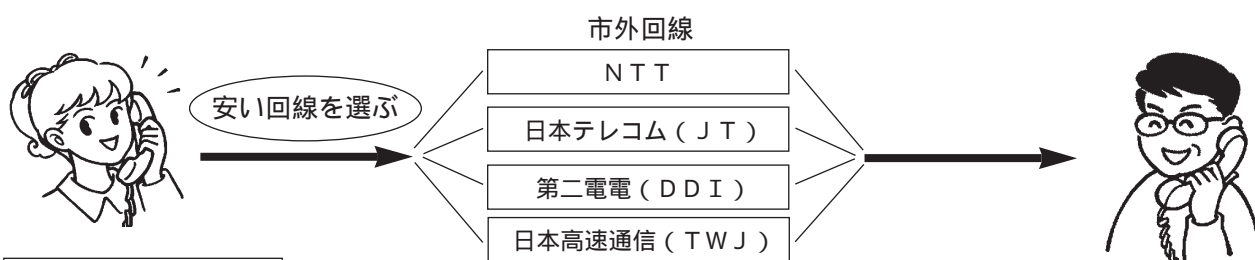 市外回線
ＮＴＴ
安い回線を選ぶ
日本テレコム（ＪＴ）
第二電電（ＤＤＩ）
日本高速通信（ＴＷＪ）